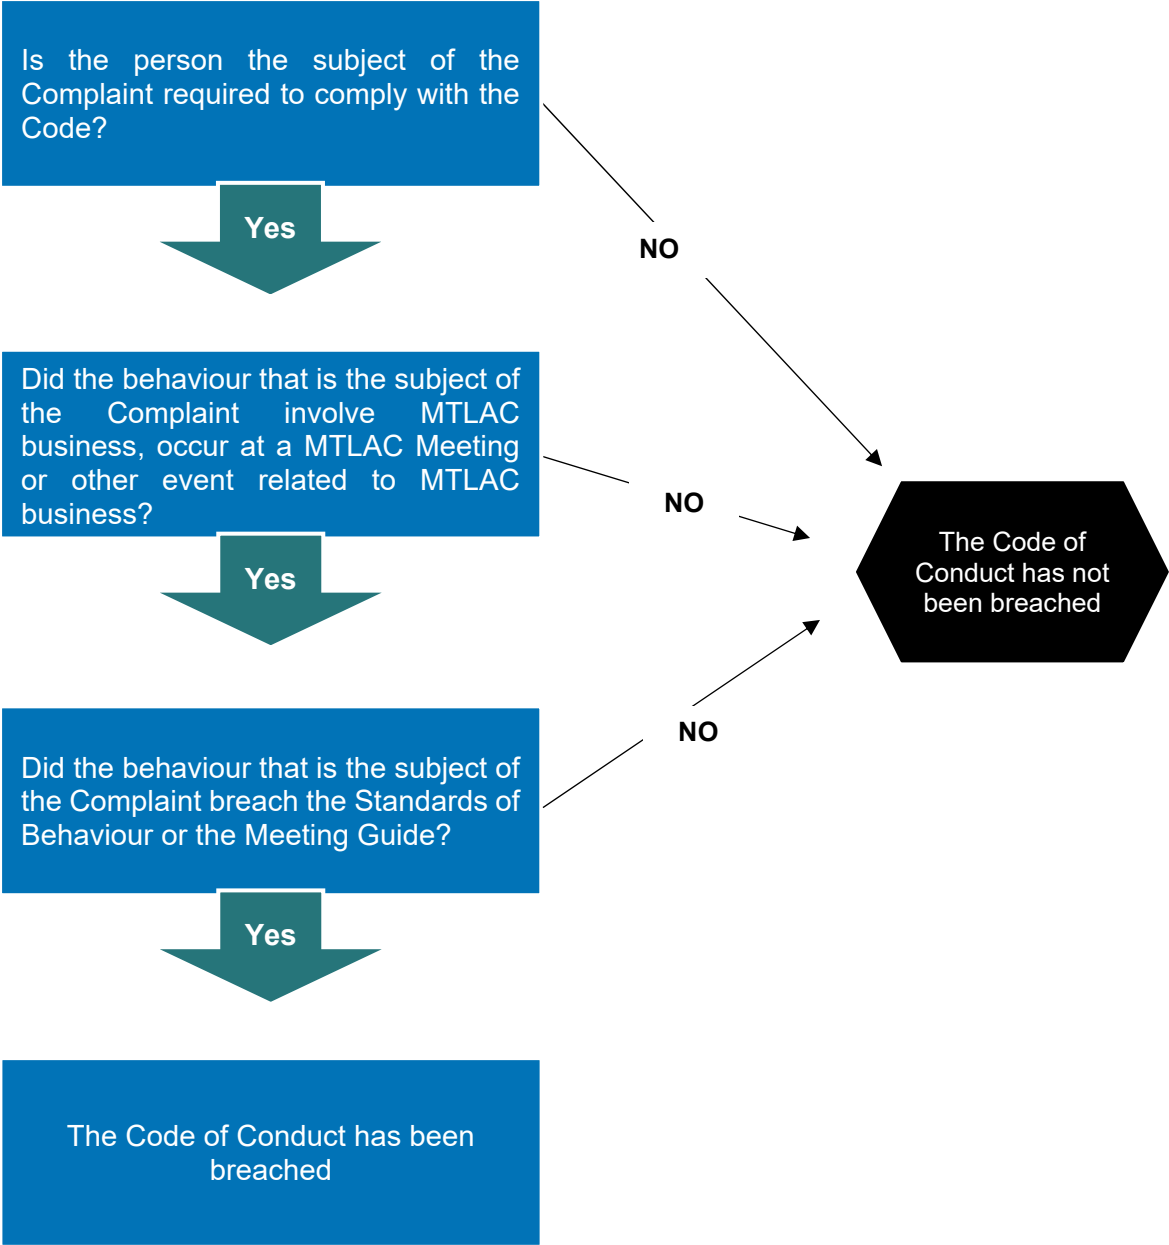 Is the person the subject of the
Complaint required to comply with the
Code?
Yes
NO
Did the behaviour that is the subject of
the Complaint involve MTLAC
business, occur at a MTLAC Meeting
or other event related to MTLAC
business?
NO
The Code of
Conduct has not
been breached
Yes
Did the behaviour that is the subject of
the Complaint breach the Standards of
Behaviour or the Meeting Guide?
NO
Yes
The Code of Conduct has been
breached